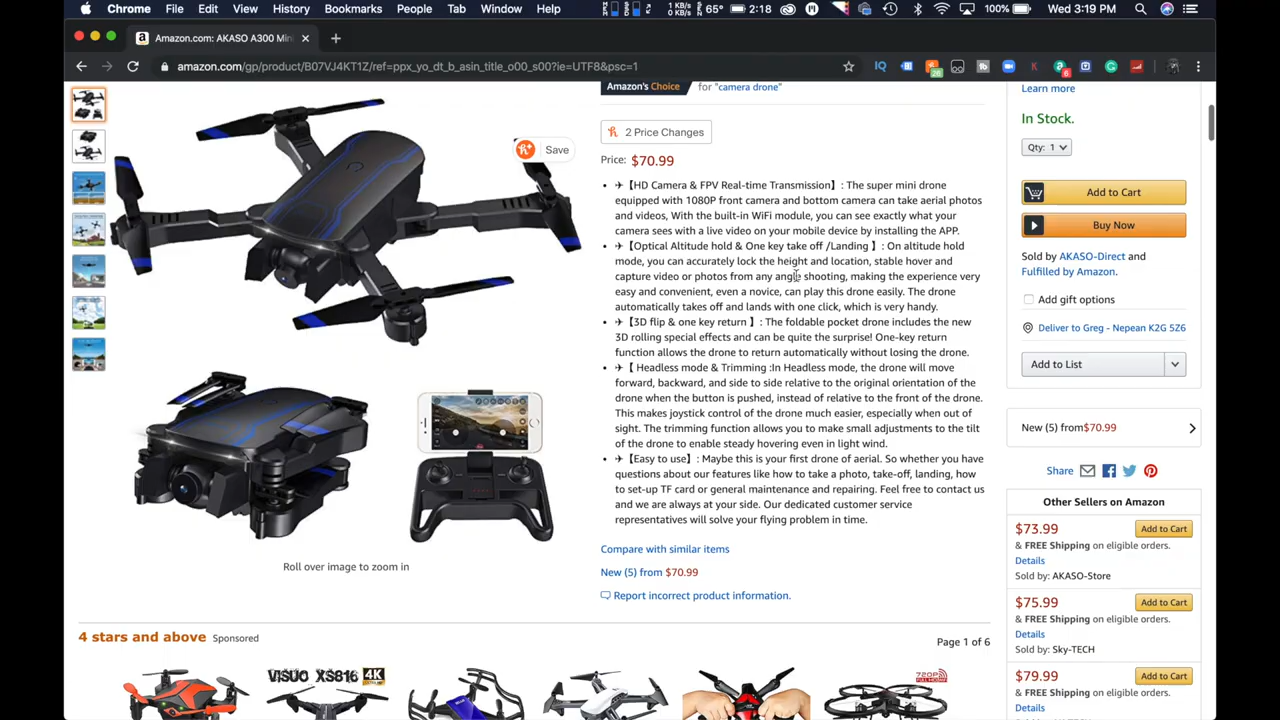 Chrome File Edit View History Bookmarks People Tab Window Help
65° 2:18 100% Wed 3:19 PM
Amazon.com: AKASO A300 Min
amazon.com/gp/product/B07VJ4KT1Z/ref=ppx_yo_dt_b_asin_title_o00_s00?ie=UTF8&psc=1
Amazon's Choice for "camera drone"
2 Price Changes
Save
Price: $70.99
✈【HD Camera & FPV Real-time Transmission】: The super mini drone
equipped with 1080P front camera and bottom camera can take aerial photos
and videos, With the built-in WiFi module, you can see exactly what your
camera sees with a live video on your mobile device by installing the APP.
✈【Optical Altitude hold & One key take off /Landing 】: On altitude hold
mode, you can accurately lock the height and location, stable hover and
capture video or photos from any angle shooting, making the experience very
easy and convenient, even a novice, can play this drone easily. The drone
automatically takes off and lands with one click, which is very handy.
✈【3D flip & one key return 】: The foldable pocket drone includes the new
3D rolling special effects and can be quite the surprise! One-key return
function allows the drone to return automatically without losing the drone.
✈【 Headless mode & Trimming :In Headless mode, the drone will move
forward, backward, and side to side relative to the original orientation of the
drone when the button is pushed, instead of relative to the front of the drone.
This makes joystick control of the drone much easier, especially when out of
sight. The trimming function allows you to make small adjustments to the tilt
of the drone to enable steady hovering even in light wind.
✈【Easy to use】: Maybe this is your first drone of aerial. So whether you have
questions about our features like how to take a photo, take-off, landing, how
to set-up TF card or general maintenance and repairing. Feel free to contact us
and we are always at your side. Our dedicated customer service
representatives will solve your flying problem in time.
Compare with similar items
New (5) from $70.99
Report incorrect product information.
Roll over image to zoom in
Learn more
In Stock.
Qty: 1
Add to Cart
Buy Now
Sold by AKASO-Direct and
Fulfilled by Amazon.
Add gift options
Deliver to Greg - Nepean K2G 5Z6
Add to List
New (5) from$70.99
Share
Other Sellers on Amazon
$73.99 Add to Cart
& FREE Shipping on eligible orders.
Details
Sold by: AKASO-Store
$75.99 Add to Cart
& FREE Shipping on eligible orders.
Details
Sold by: Sky-TECH
$79.99 Add to Cart
& FREE Shipping on eligible orders.
Details
4 stars and above Sponsored
Page 1 of 6
VISUO XS816 4K
720P